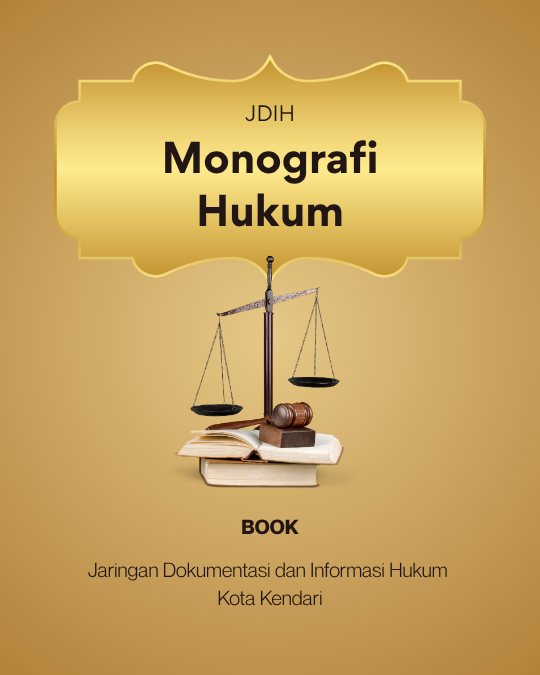 JDIH
Monografi
Hukum
BOOK
Jaringan Dokumentasi dan Informasi Hukum
Kota Kendari